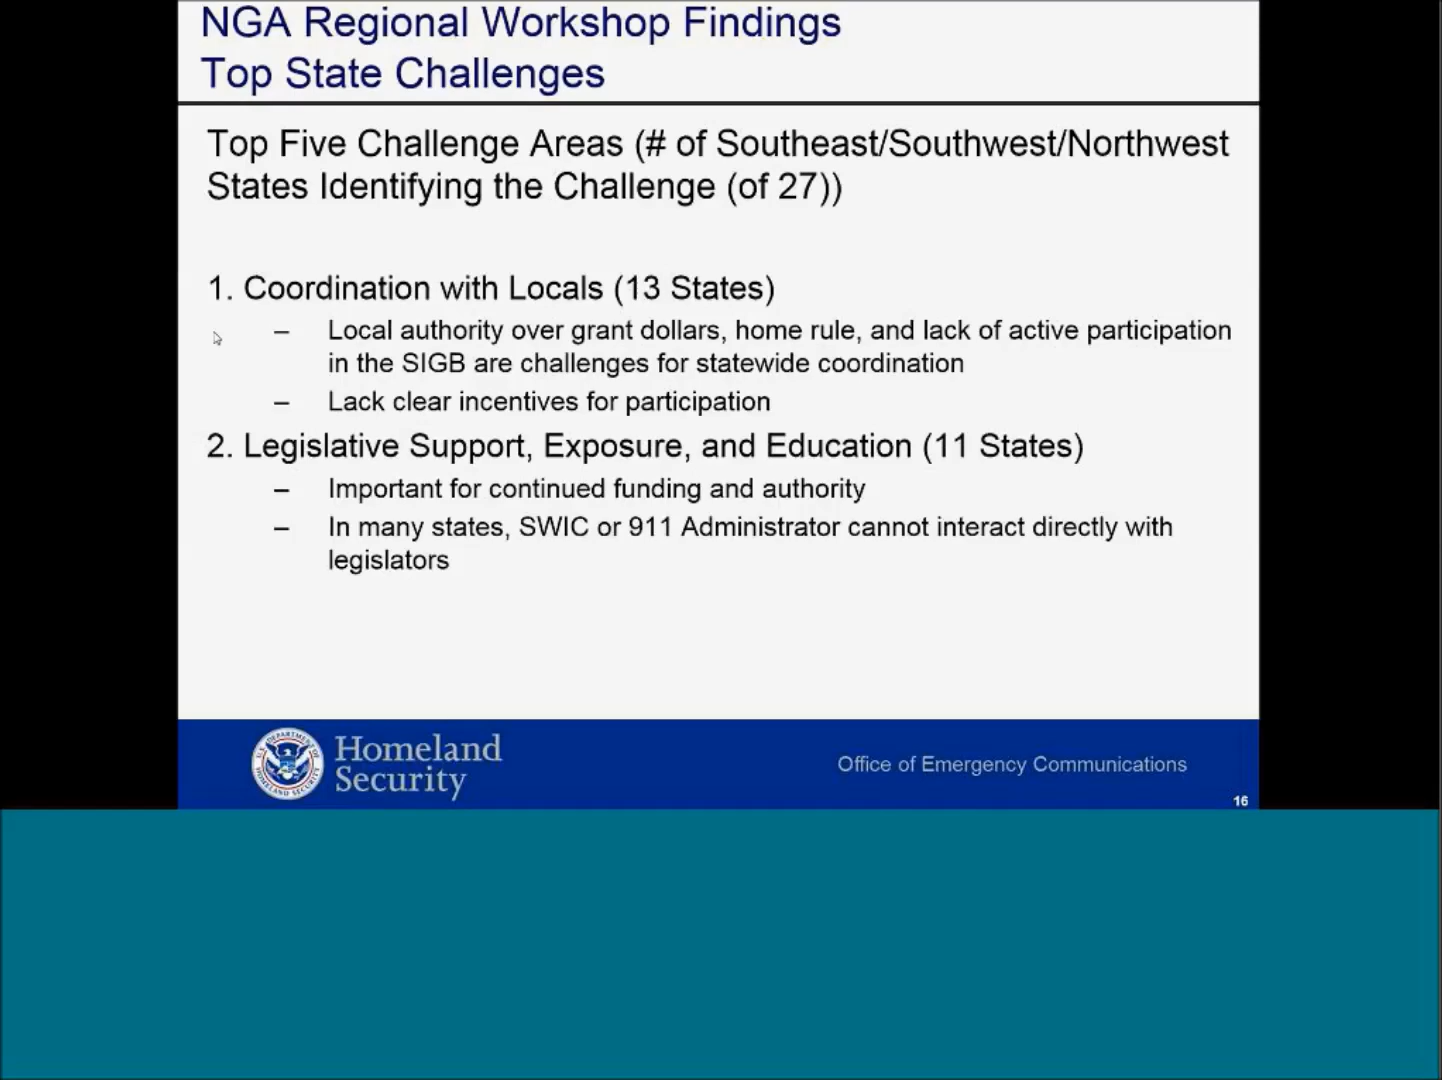 NGA Regional Workshop Findings
Top State Challenges
Top Five Challenge Areas (# of Southeast/Southwest/Northwest
States Identifying the Challenge (of 27))
1. Coordination with Locals (13 States)
– Local authority over grant dollars, home rule, and lack of active participation
in the SIGB are challenges for statewide coordination
– Lack clear incentives for participation
2. Legislative Support, Exposure, and Education (11 States)
– Important for continued funding and authority
– In many states, SWIC or 911 Administrator cannot interact directly with
legislators
U.S. DEPARTMENT OF
HOMELAND SECURITY
Homeland
Security
Office of Emergency Communications
16